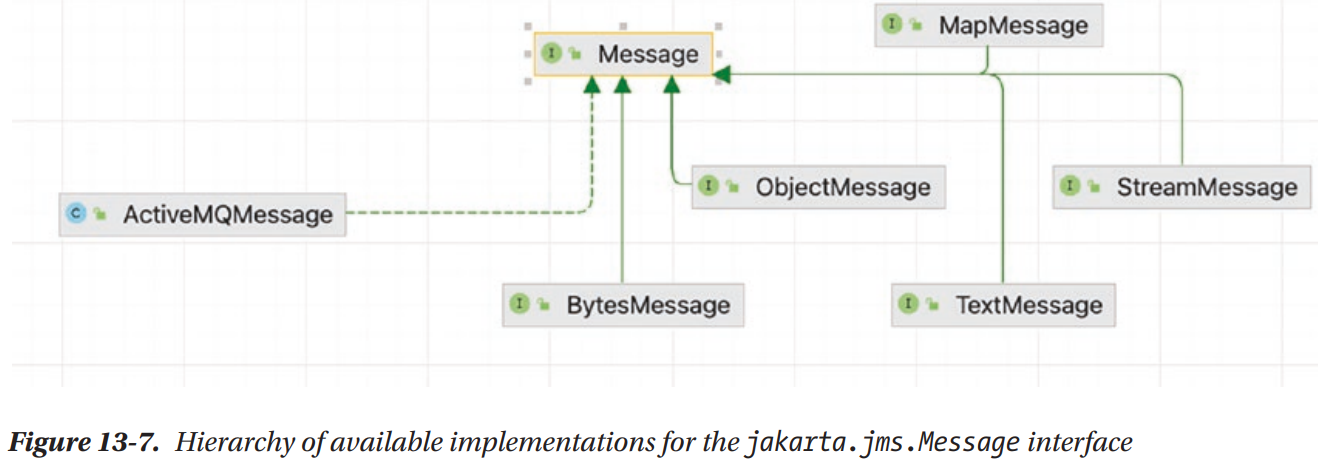 I MapMessage
I Message
I ObjectMessage
I StreamMessage
C ActiveMQMessage
I BytesMessage
I TextMessage
Figure 13-7. Hierarchy of available implementations for the jakarta.jms.Message interface